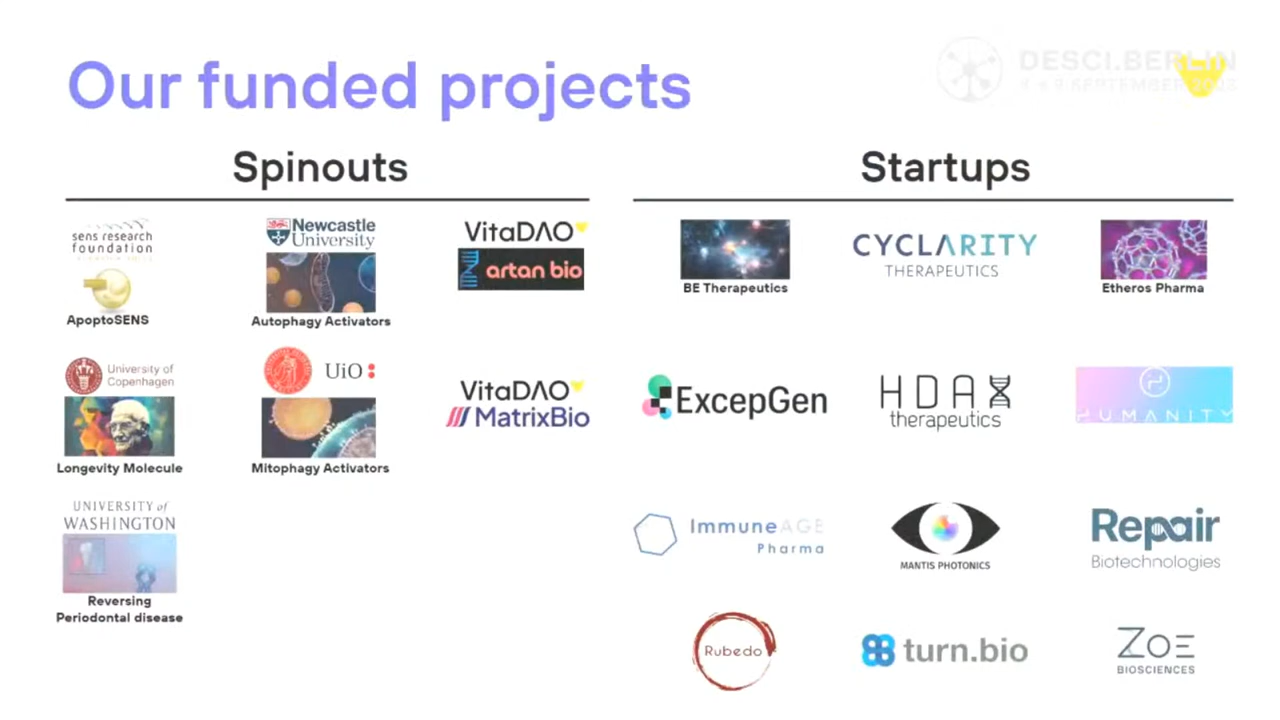 Our funded projects
DESCI.BERLIN
Spinouts
Startups
sens research
foundation
ApoptoSENS
Newcastle
University
Autophagy Activators
VitaDAO
artan bio
University of
Copenhagen
Longevity Molecule
UiO:
Mitophagy Activators
VitaDAO
MatrixBio
UNIVERSITY of
WASHINGTON
Reversing
Periodontal disease
BE Therapeutics
CYCLARITY
THERAPEUTICS
Etheros Pharma
ExcepGen
HDAX
therapeutics
HUMANITY
ImmuneAGE
Pharma
MANTIS PHOTONICS
Repair
Biotechnologies
Rubedo
turn.bio
ZOE
BIOSCIENCES